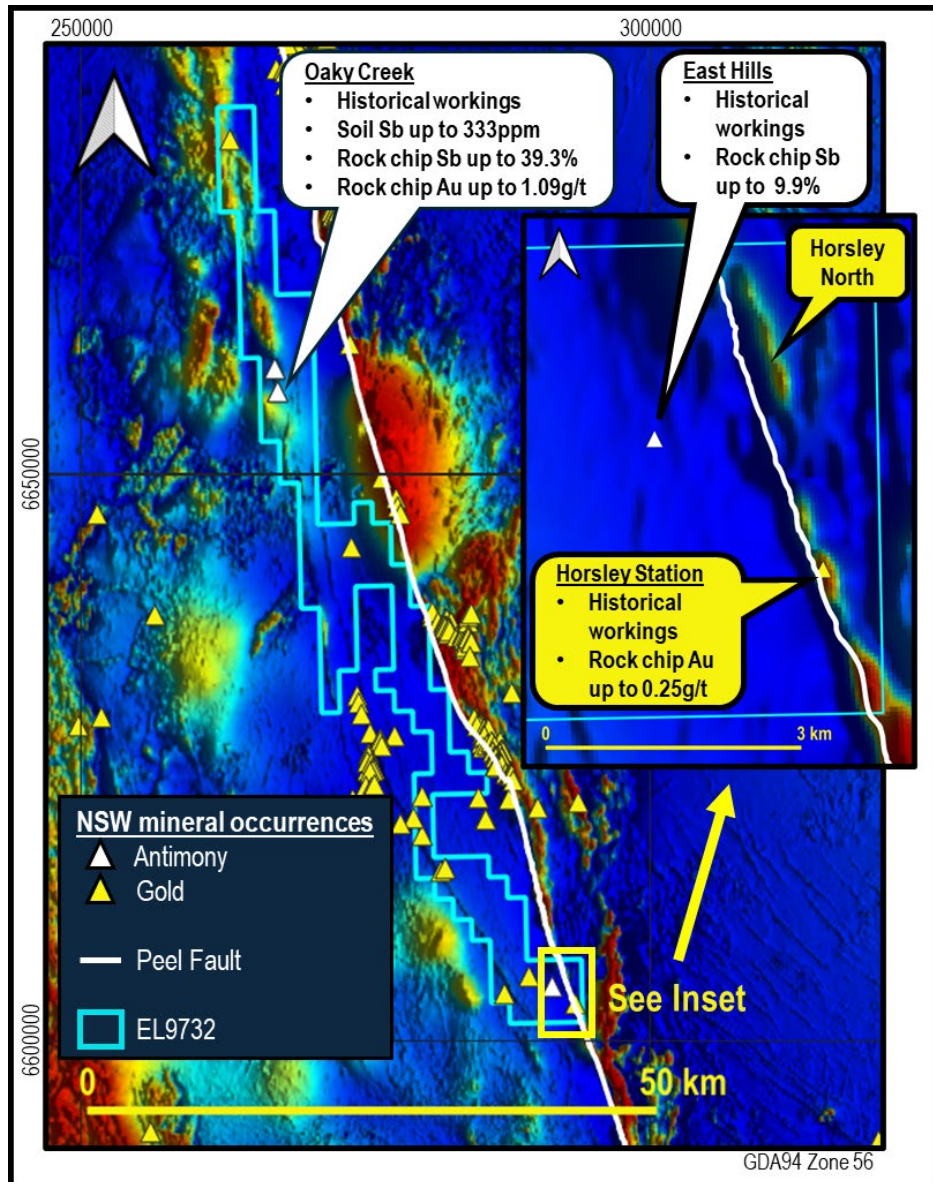 250000
300000
Oaky Creek
• Historical workings
• Soil Sb up to 333ppm
• Rock chip Sb up to 39.3%
• Rock chip Au up to 1.09g/t
East Hills
• Historical
workings
• Rock chip Sb
up to 9.9%
Horsley
North
6650000
Horsley Station
• Historical
workings
• Rock chip Au
up to 0.25g/t
0 3 km
NSW mineral occurrences
Antimony
Gold
Peel Fault
EL9732
See Inset
6600000
0 50 km
GDA94 Zone 56